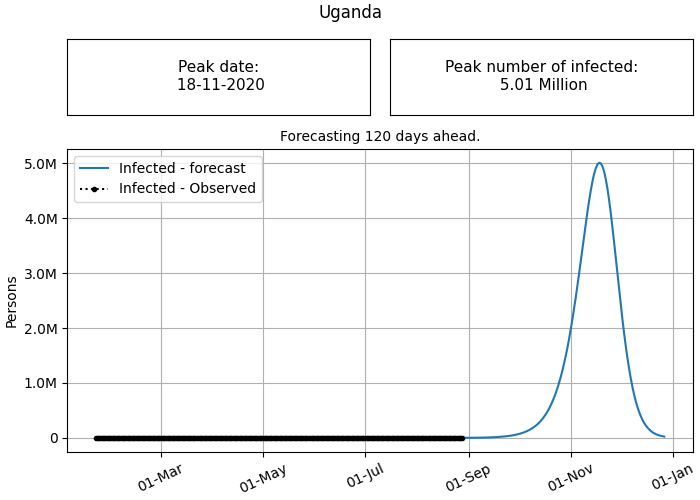 Uganda
Peak date:
18-11-2020
Peak number of infected:
5.01 Million
Forecasting 120 days ahead.
Infected - forecast
Infected - Observed
5.0M
4.0M
3.0M
2.0M
1.0M
0
Persons
01-Mar
01-May
01-Jul
01-Sep
01-Nov
01-Jan